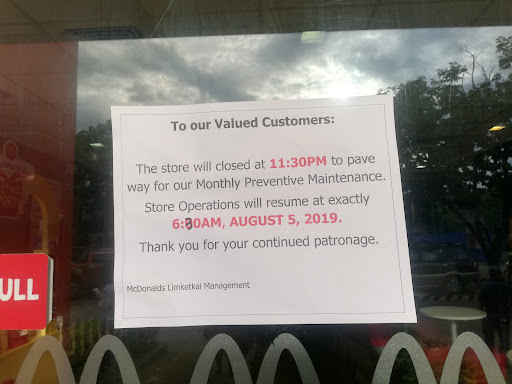 To our Valued Customers:
The store will closed at 11:30PM to pave
way for our Monthly Preventive Maintenance.
Store Operations will resume at exactly
6:30AM, AUGUST 5, 2019.
Thank you for your continued patronage.
McDonalds Limketkai Management
ULL